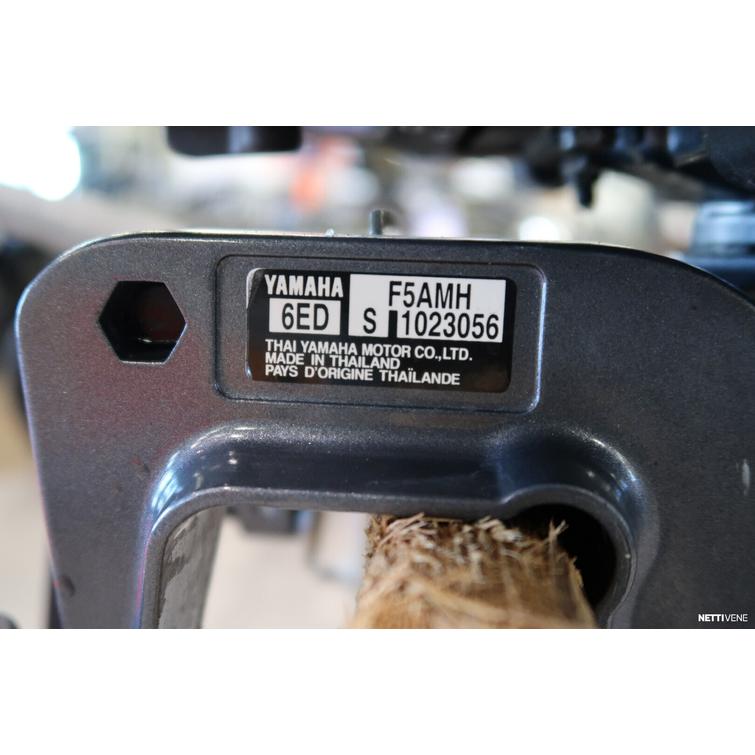 YAMAHA F5AMH
6ED S 1023056
THAI YAMAHA MOTOR CO.,LTD.
MADE IN THAILAND
PAYS D'ORIGINE THAÏLANDE
NETTIVENE